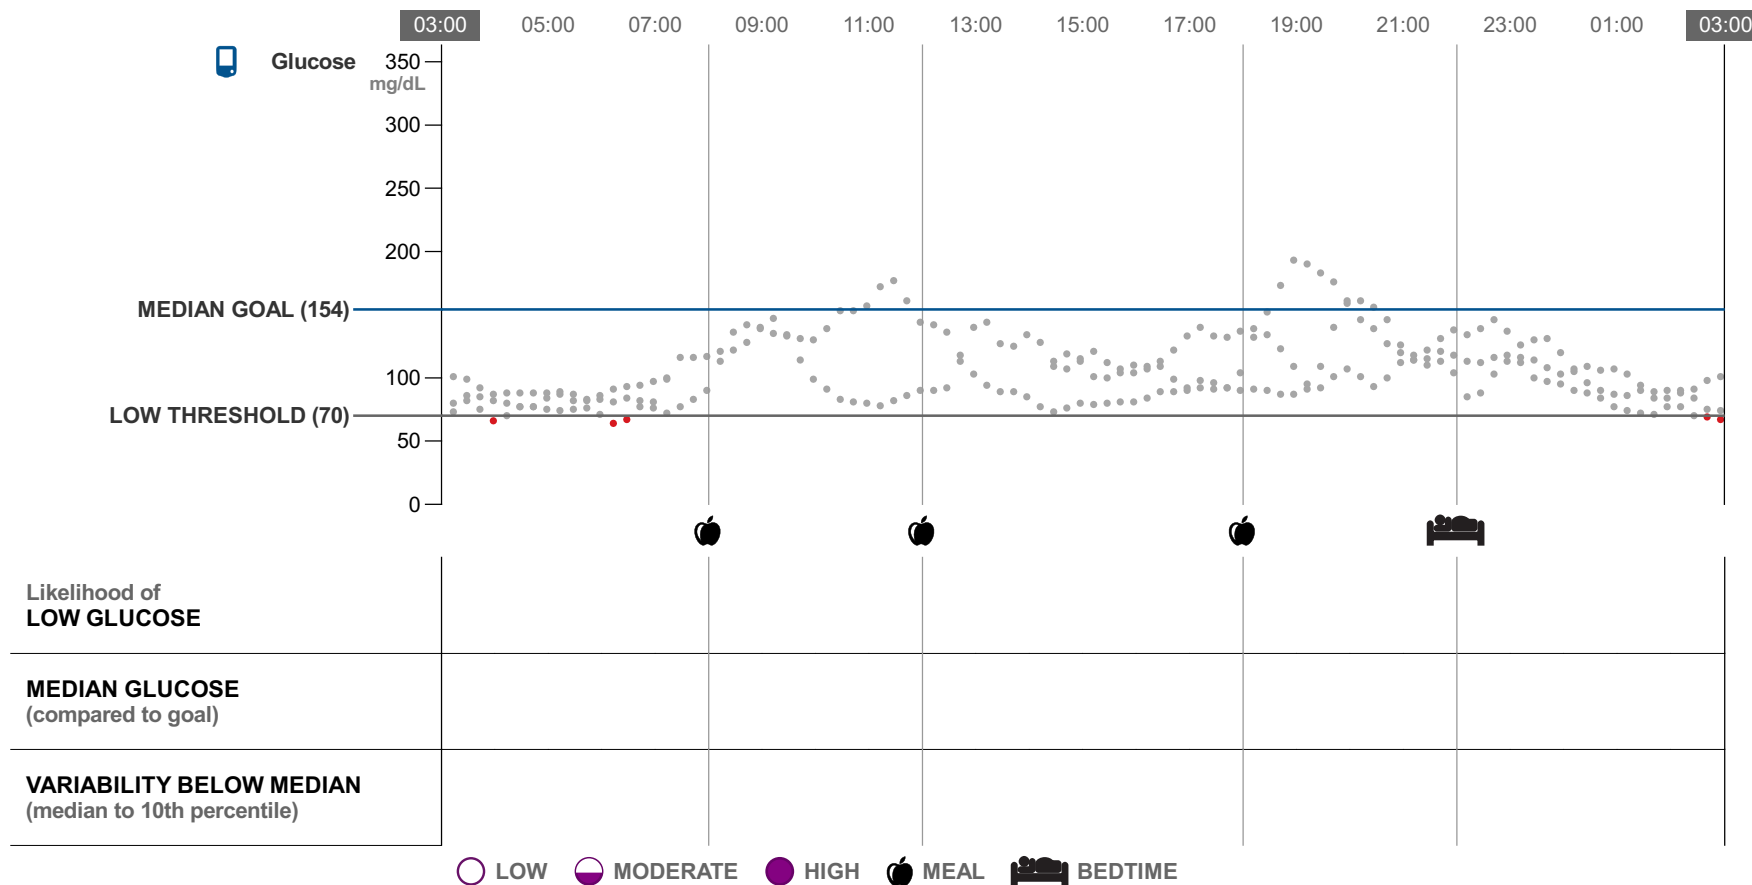 03:00 05:00 07:00 09:00 11:00 13:00 15:00 17:00 19:00 21:00 23:00 01:00 03:00
Glucose 350
mg/dL
300
250
200
MEDIAN GOAL (154)
100
LOW THRESHOLD (70)
50
0
Likelihood of
LOW GLUCOSE
MEDIAN GLUCOSE
(compared to goal)
VARIABILITY BELOW MEDIAN
(median to 10th percentile)
LOW MODERATE HIGH MEAL BEDTIME